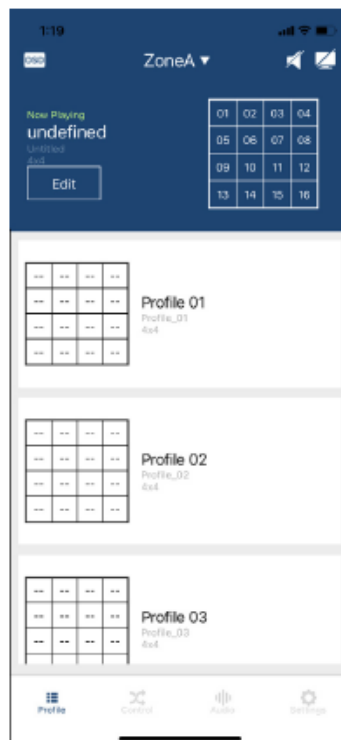 1:19
OSD
ZoneA ▼
Now Playing
undefined
Untitled
4x4
Edit
01 02 03 04
05 06 07 08
09 10 11 12
13 14 15 16
-- -- -- --
-- -- -- --
-- -- -- --
-- -- -- --
Profile 01
Profile_01
4x4
-- -- -- --
-- -- -- --
-- -- -- --
-- -- -- --
Profile 02
Profile_02
4x4
-- -- -- --
-- -- -- --
-- -- -- --
Profile 03
Profile_03
4x4
Profile Control Audio Settings